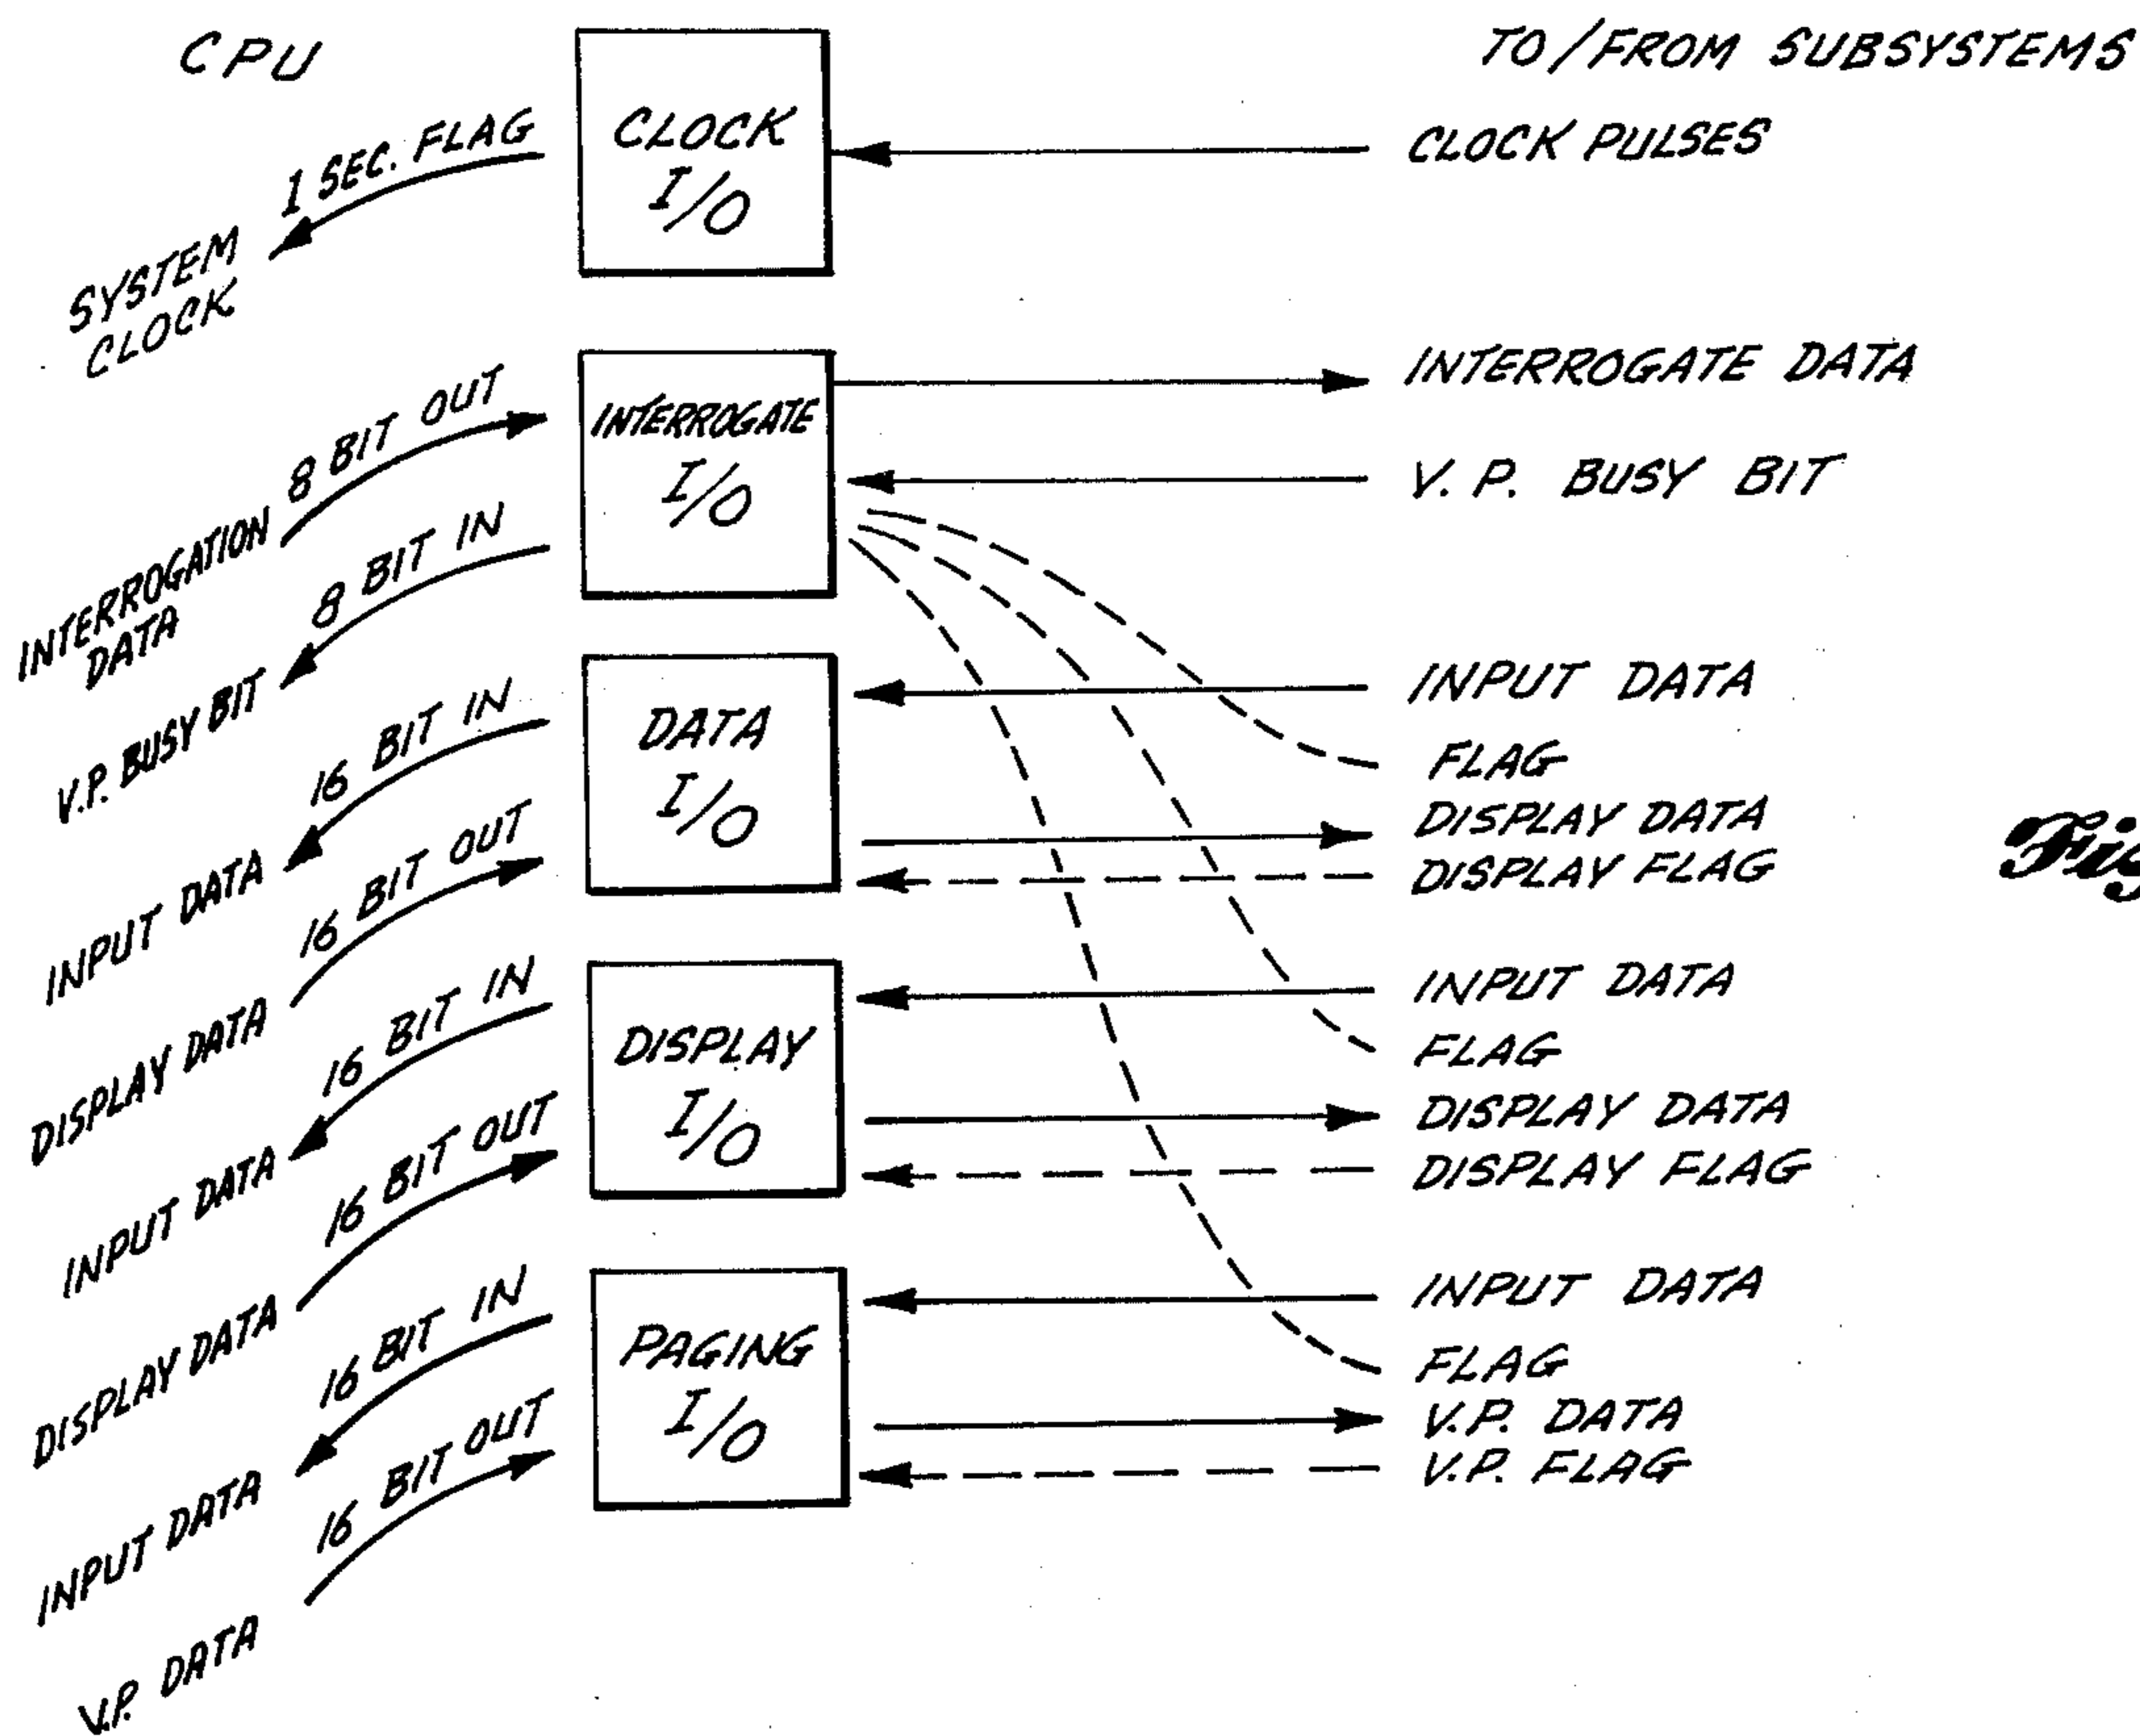 CPU
TO/FROM SUBSYSTEMS
1 SEC. FLAG
SYSTEM
CLOCK
CLOCK
I/O
CLOCK PULSES
8 BIT OUT
INTERROGATION
DATA
8 BIT IN
V.P. BUSY BIT
INTERROGATE
I/O
INTERROGATE DATA
V. P. BUSY BIT
16 BIT IN
INPUT DATA
16 BIT OUT
DISPLAY DATA
DATA
I/O
INPUT DATA
FLAG
DISPLAY DATA
DISPLAY FLAG
16 BIT IN
INPUT DATA
16 BIT OUT
DISPLAY DATA
DISPLAY
I/O
INPUT DATA
FLAG
DISPLAY DATA
DISPLAY FLAG
16 BIT IN
INPUT DATA
16 BIT OUT
V.P. DATA
PAGING
I/O
INPUT DATA
FLAG
V.P. DATA
V.P. FLAG